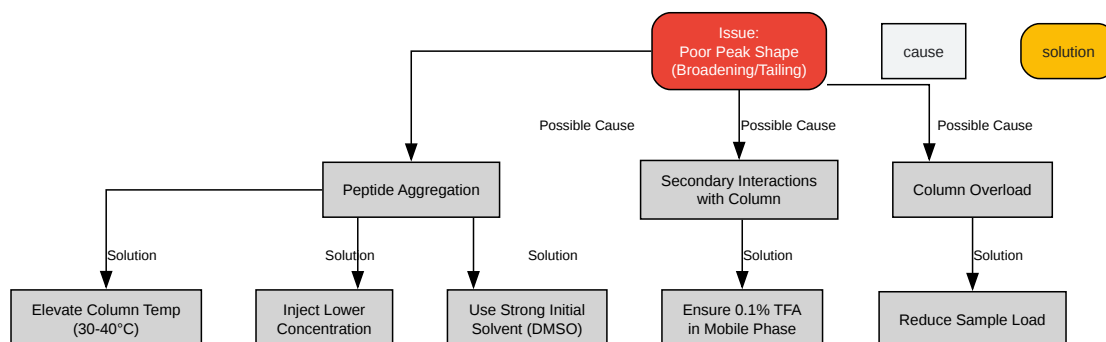 Issue:
Poor Peak Shape
(Broadening/Tailing)
cause
solution
Possible Cause
Possible Cause
Possible Cause
Peptide Aggregation
Secondary Interactions
with Column
Column Overload
Solution
Solution
Solution
Solution
Solution
Elevate Column Temp
(30-40°C)
Inject Lower
Concentration
Use Strong Initial
Solvent (DMSO)
Ensure 0.1% TFA
in Mobile Phase
Reduce Sample Load